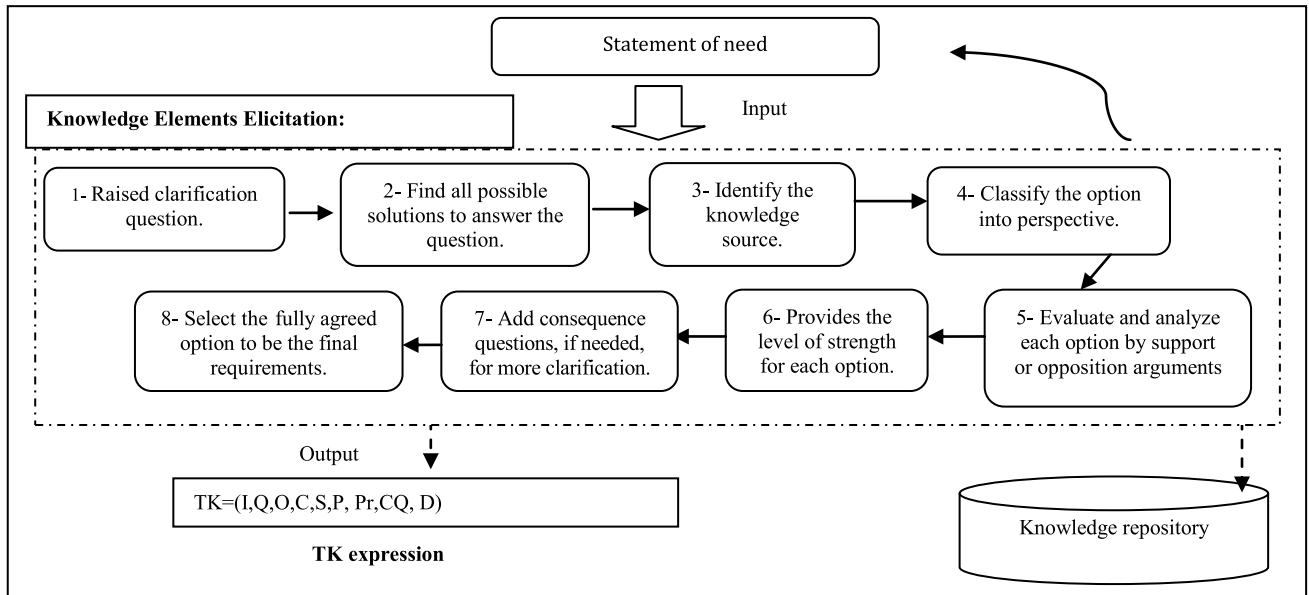 Statement of need
Input
Knowledge Elements Elicitation:
1- Raised clarification
question.
2- Find all possible
solutions to answer the
question.
3- Identify the
knowledge
source.
4- Classify the option
into perspective.
5- Evaluate and analyze
each option by support
or opposition arguments
6- Provides the
level of strength
for each option.
7- Add consequence
questions, if needed,
for more clarification.
8- Select the fully agreed
option to be the final
requirements.
Output
TK=(I,Q,O,C,S,P, Pr,CQ, D)
TK expression
Knowledge repository